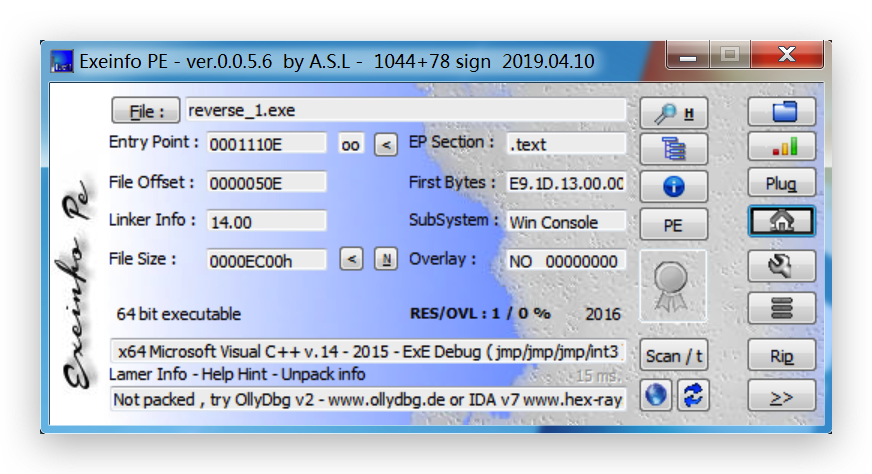 Exeinfo PE - ver.0.0.5.6 by A.S.L - 1044+78 sign 2019.04.10
File : reverse_1.exe H
Entry Point : 0001110E oo < EP Section : .text
File Offset : 0000050E First Bytes : E9.1D.13.00.00 Plug
Linker Info : 14.00 SubSystem : Win Console PE
File Size : 0000EC00h < N Overlay : NO 00000000
Exeinfo Pe
64 bit executable RES/OVL : 1 / 0 % 2016
x64 Microsoft Visual C++ v.14 - 2015 - ExE Debug ( jmp/jmp/jmp/int3 Scan / t Rip
Lamer Info - Help Hint - Unpack info 15 ms.
Not packed , try OllyDbg v2 - www.ollydbg.de or IDA v7 www.hex-ray >>